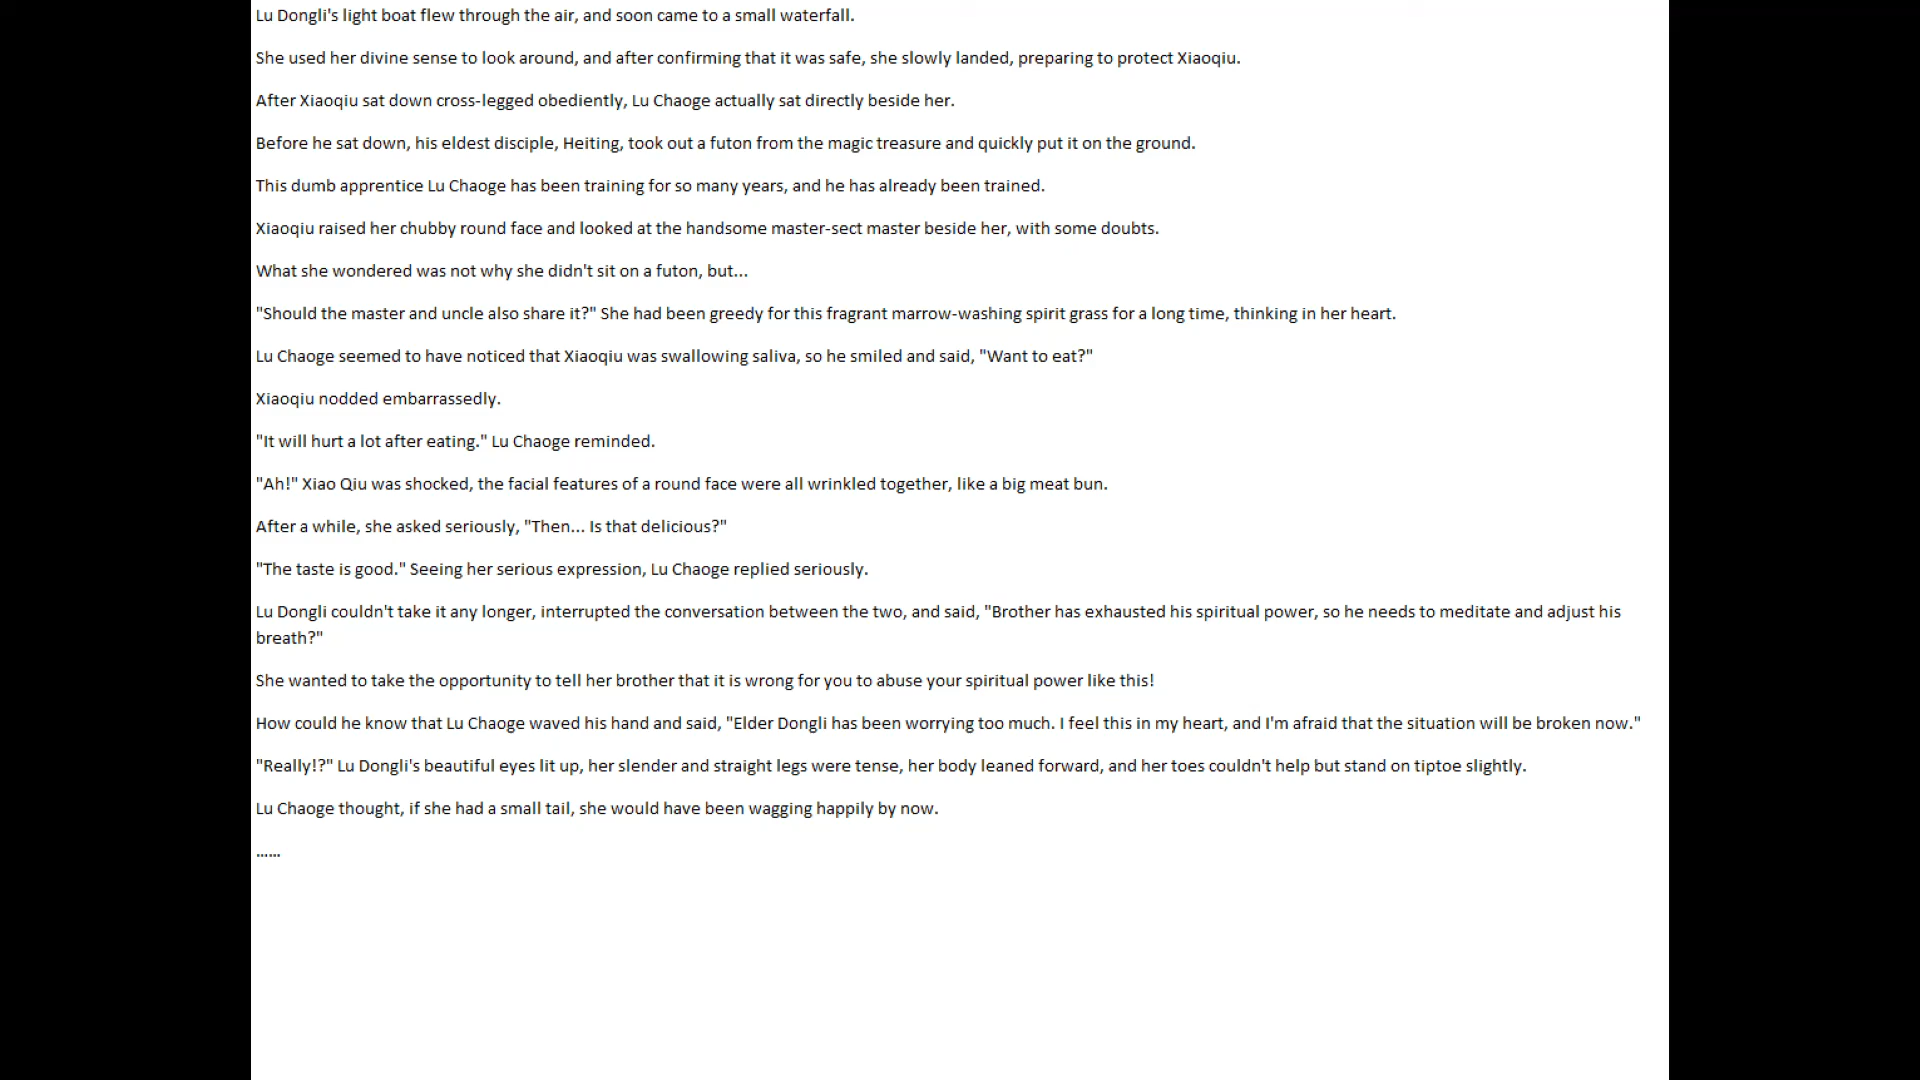 Lu Dongli's light boat flew through the air, and soon came to a small waterfall.
She used her divine sense to look around, and after confirming that it was safe, she slowly landed, preparing to protect Xiaoqiu.
After Xiaoqiu sat down cross-legged obediently, Lu Chaoge actually sat directly beside her.
Before he sat down, his eldest disciple, Heiting, took out a futon from the magic treasure and quickly put it on the ground.
This dumb apprentice Lu Chaoge has been training for so many years, and he has already been trained.
Xiaoqiu raised her chubby round face and looked at the handsome master-sect master beside her, with some doubts.
What she wondered was not why she didn't sit on a futon, but...
"Should the master and uncle also share it?" She had been greedy for this fragrant marrow-washing spirit grass for a long time, thinking in her heart.
Lu Chaoge seemed to have noticed that Xiaoqiu was swallowing saliva, so he smiled and said, "Want to eat?"
Xiaoqiu nodded embarrassedly.
"It will hurt a lot after eating." Lu Chaoge reminded.
"Ah!" Xiao Qiu was shocked, the facial features of a round face were all wrinkled together, like a big meat bun.
After a while, she asked seriously, "Then... Is that delicious?"
"The taste is good." Seeing her serious expression, Lu Chaoge replied seriously.
Lu Dongli couldn't take it any longer, interrupted the conversation between the two, and said, "Brother has exhausted his spiritual power, so he needs to meditate and adjust his
breath?"
She wanted to take the opportunity to tell her brother that it is wrong for you to abuse your spiritual power like this!
How could he know that Lu Chaoge waved his hand and said, "Elder Dongli has been worrying too much. I feel this in my heart, and I'm afraid that the situation will be broken now."
"Really!?" Lu Dongli's beautiful eyes lit up, her slender and straight legs were tense, her body leaned forward, and her toes couldn't help but stand on tiptoe slightly.
Lu Chaoge thought, if she had a small tail, she would have been wagging happily by now.
......